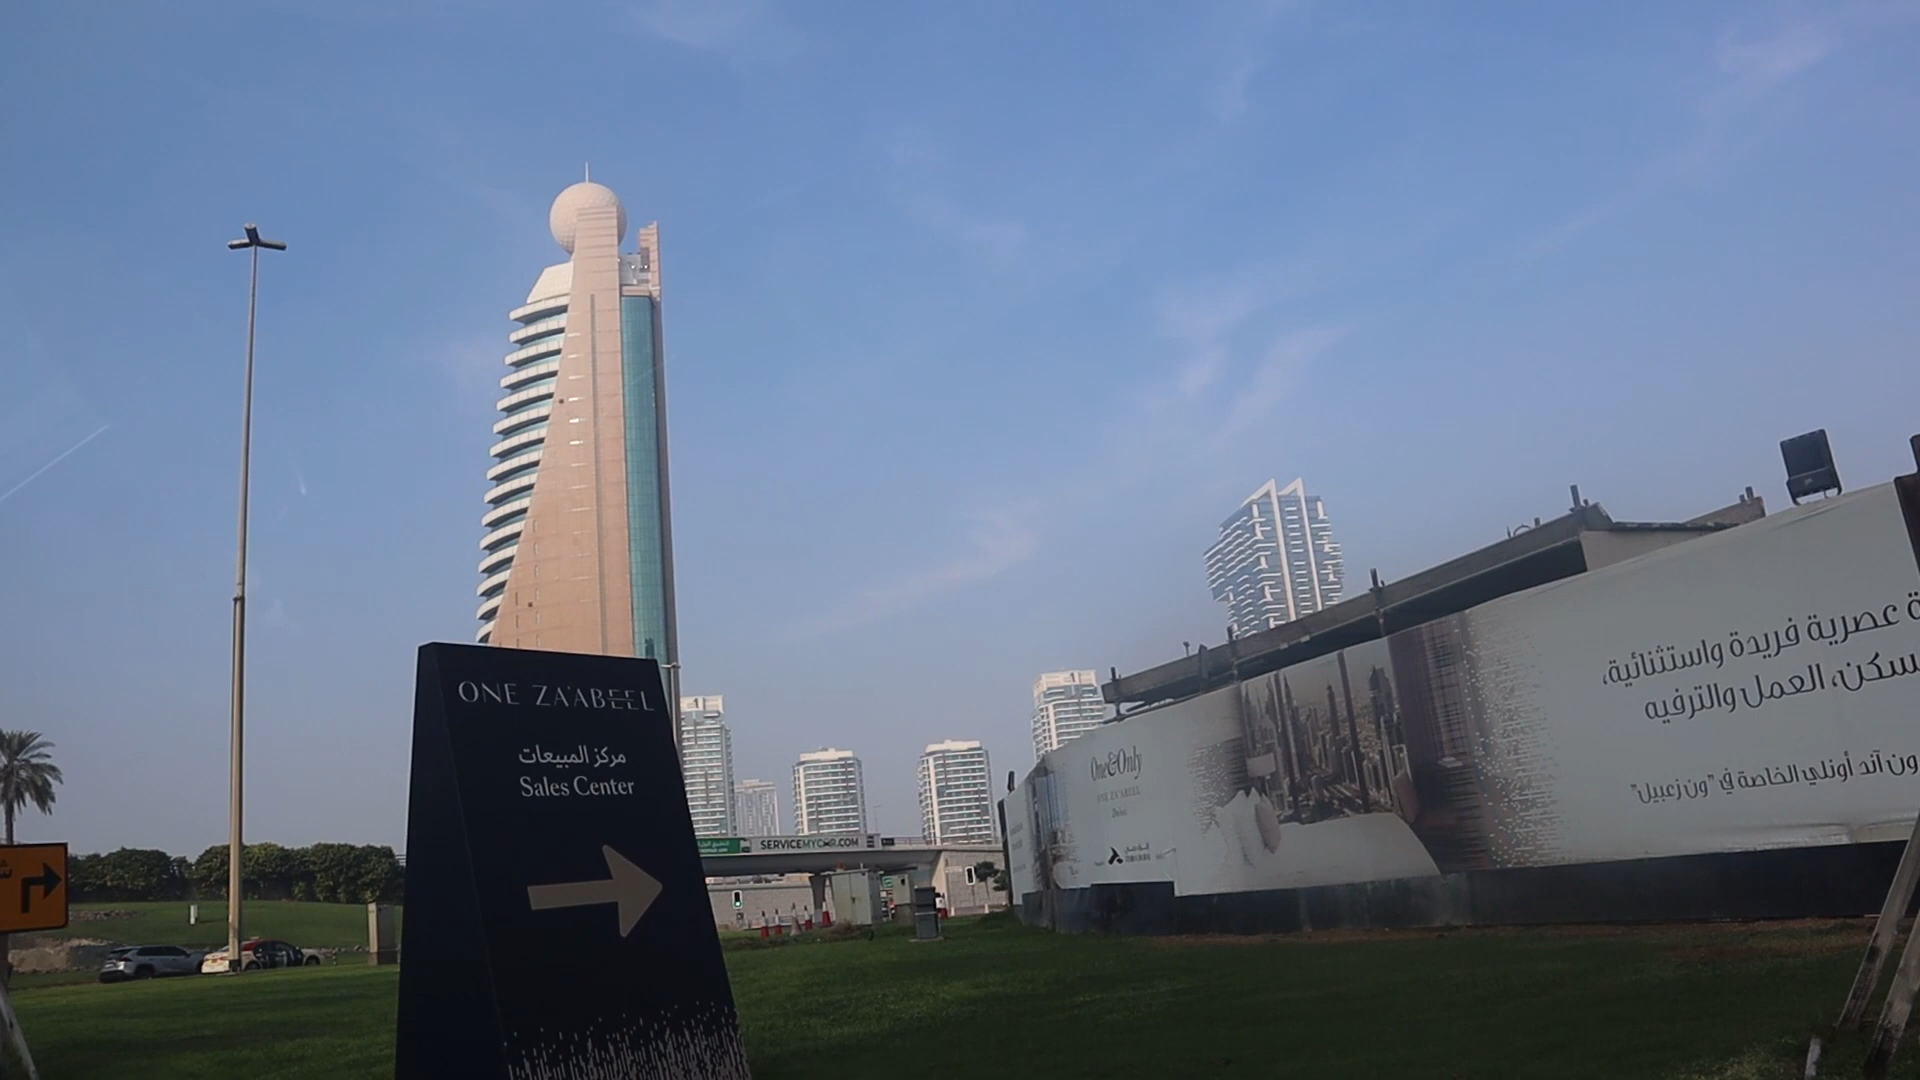 ONE ZA'ABEEL
مركز المبيعات
Sales Center
SERVICEMYCAR.COM
One&Only
ONE ZA'ABEEL
Dubai
عصرية فريدة واستثنائية،
العمل والترفيه
ون آند أونلي الخاصة في "ون زعبيل"